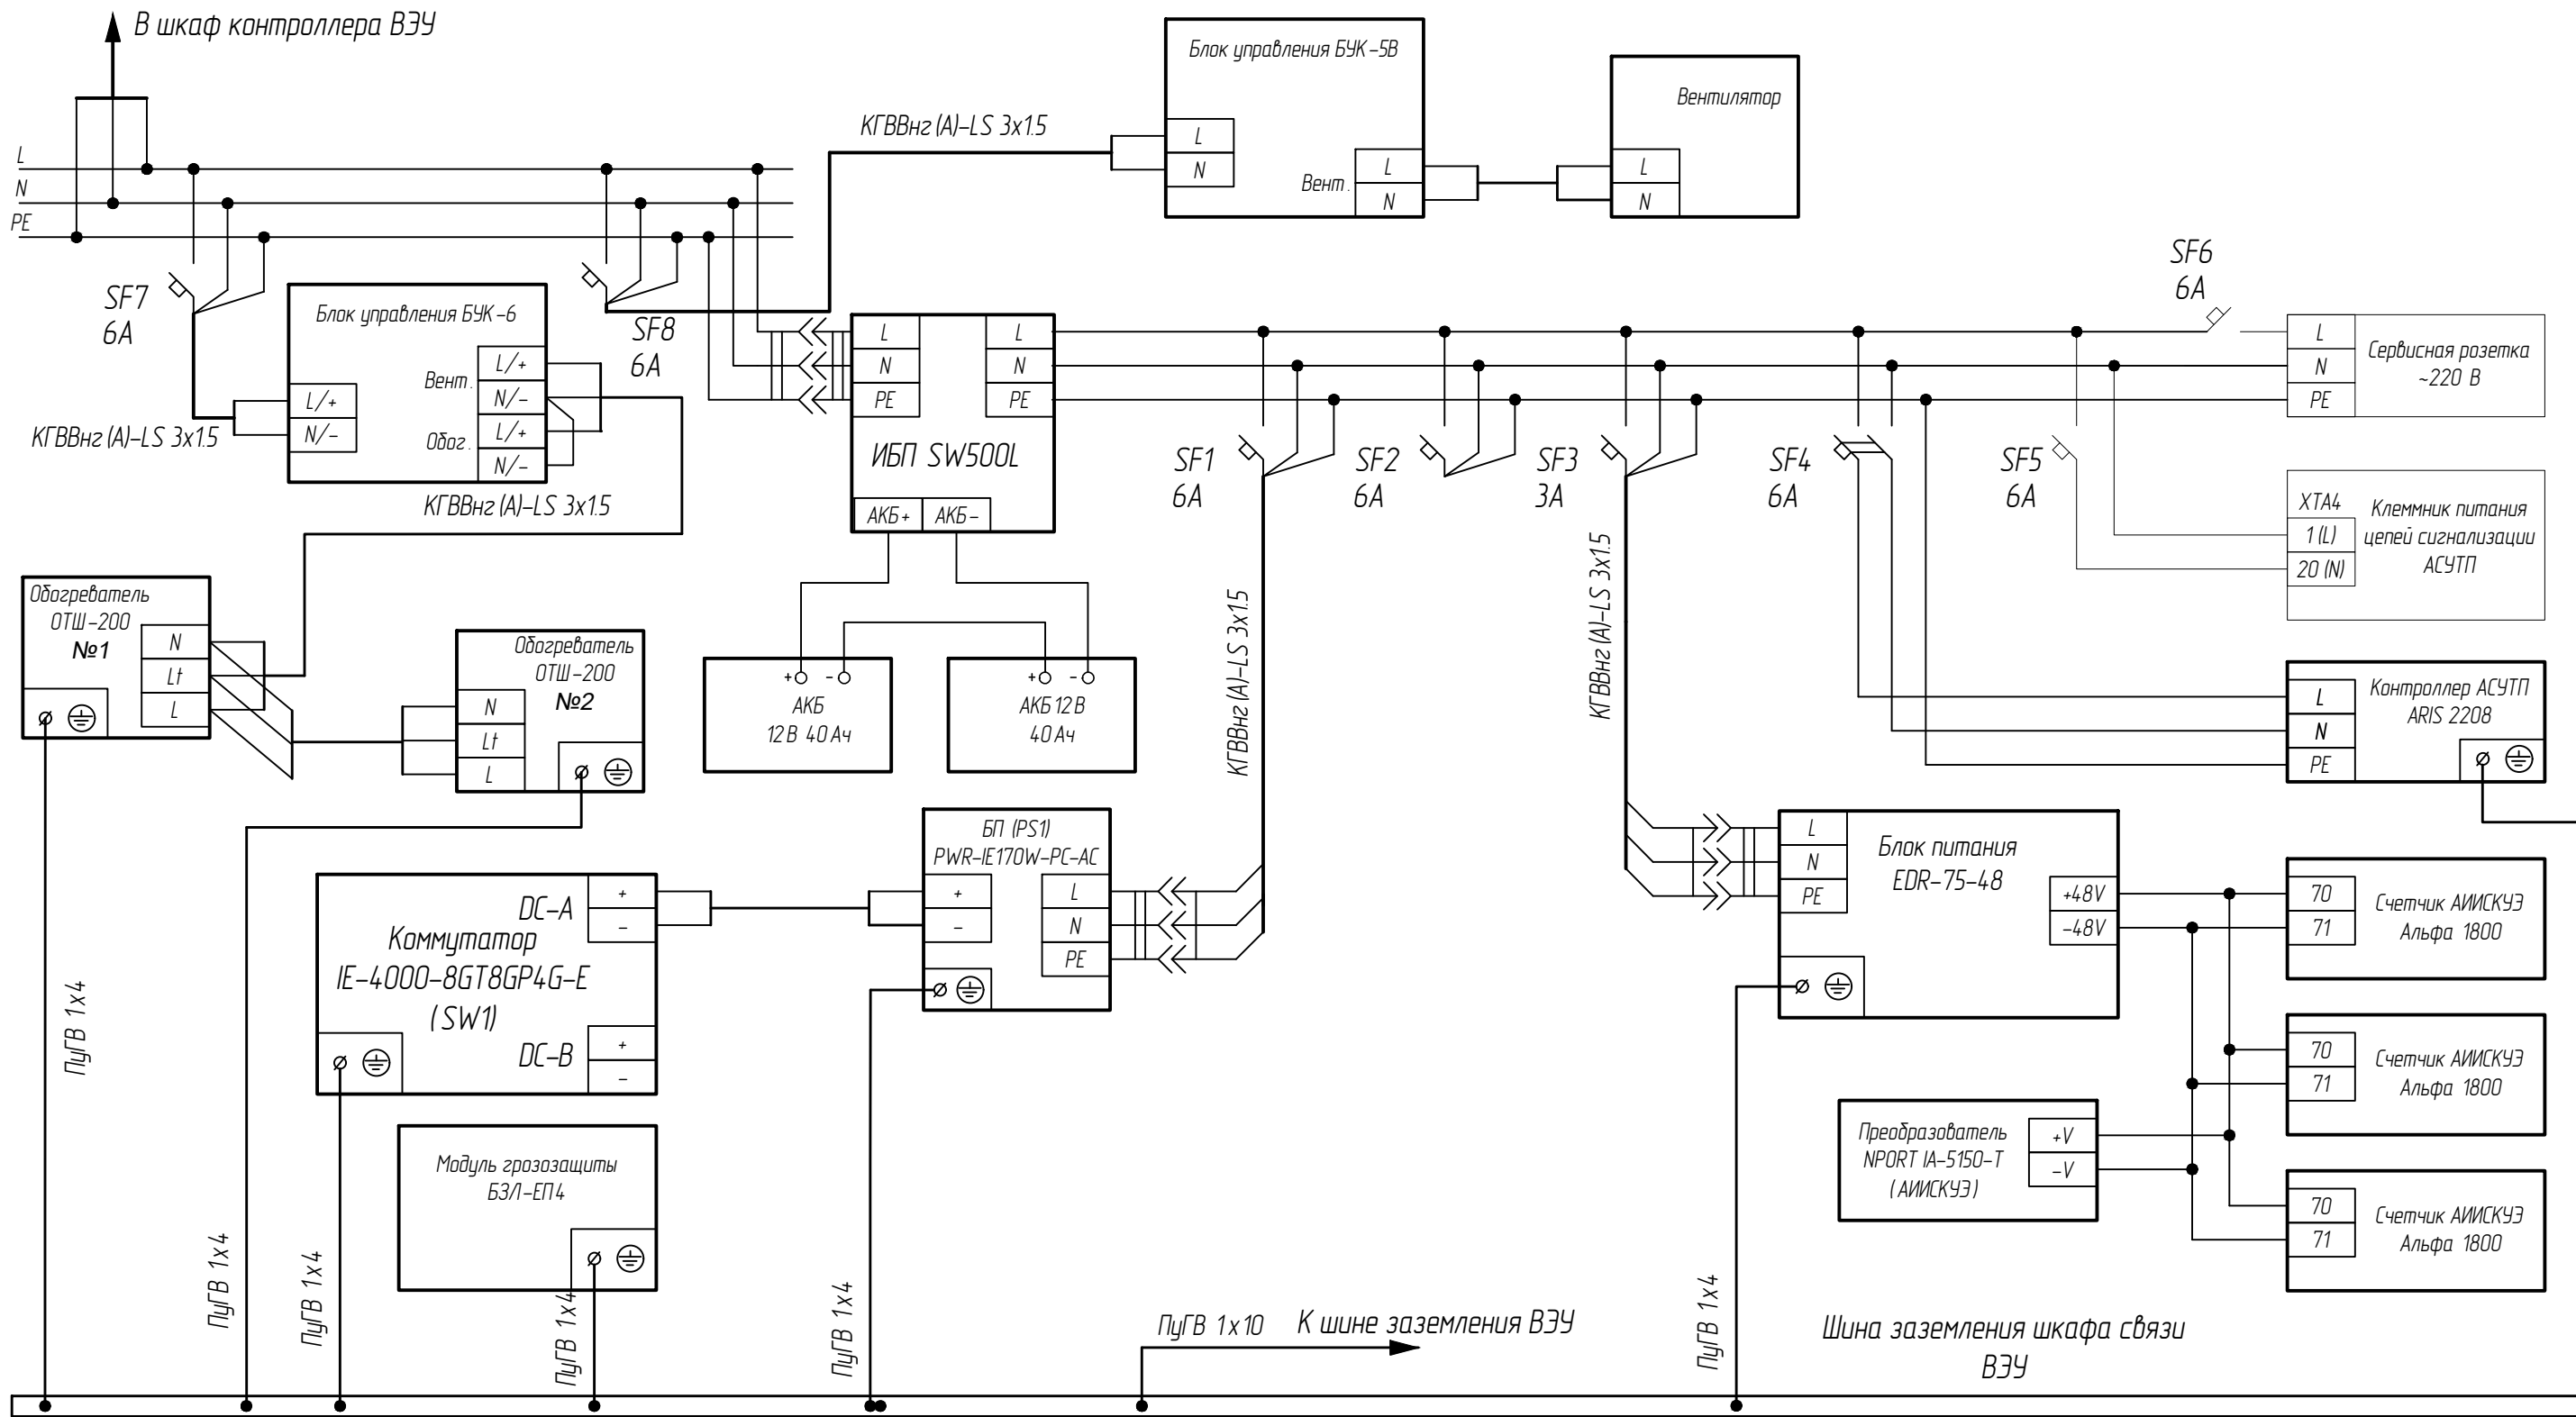 В шкаф контроллера ВЭУ
L
N
PE
SF7
6А
КГВВнг(А)-LS 3х1.5
Блок управления БУК-6
L/+
N/-
Вент.
L/+
N/-
Обог.
L/+
N/-
КГВВнг(А)-LS 3х1.5
SF8
6А
КГВВнг(А)-LS 3х1.5
Блок управления БУК-5В
L
N
Вент.
L
N
Вентилятор
L
N
L
N
PE
L
N
PE
ИБП SW500L
АКБ+
АКБ-
+
-
АКБ
12В 40Ач
+
-
АКБ 12В
40Ач
SF1
6А
SF2
6А
SF3
3А
SF4
6А
SF5
6А
SF6
6А
L
N
PE
Сервисная розетка
~220 В
XTA4
1 (L)
20 (N)
Клеммник питания
цепей сигнализации
АСУТП
L
N
PE
Контроллер АСУТП
ARIS 2208
Обогреватель
ОТШ-200
№1
N
Lt
L
Обогреватель
ОТШ-200
№2
N
Lt
L
КГВВнг(А)-LS 3х1.5
КГВВнг(А)-LS 3х1.5
БП (PS1)
PWR-IE170W-PC-AC
+
-
L
N
PE
Коммутатор
IE-4000-8GT8GP4G-E
(SW1)
DC-A
+
-
DC-B
+
-
Модуль грозозащиты
БЗЛ-ЕП4
Блок питания
EDR-75-48
L
N
PE
+48V
-48V
70
71
Счетчик АИИСКУЭ
Альфа 1800
70
71
Счетчик АИИСКУЭ
Альфа 1800
70
71
Счетчик АИИСКУЭ
Альфа 1800
Преобразователь
NPORT IA-5150-T
(АИИСКУЭ)
+V
-V
ПуГВ 1х4
ПуГВ 1х4
ПуГВ 1х4
ПуГВ 1х4
ПуГВ 1х4
ПуГВ 1х10
К шине заземления ВЭУ
ПуГВ 1х4
Шина заземления шкафа связи
ВЭУ